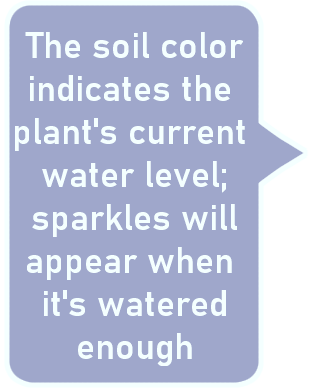 The soil color
indicates the
plant's current
water level;
sparkles will
appear when
it's watered
enough